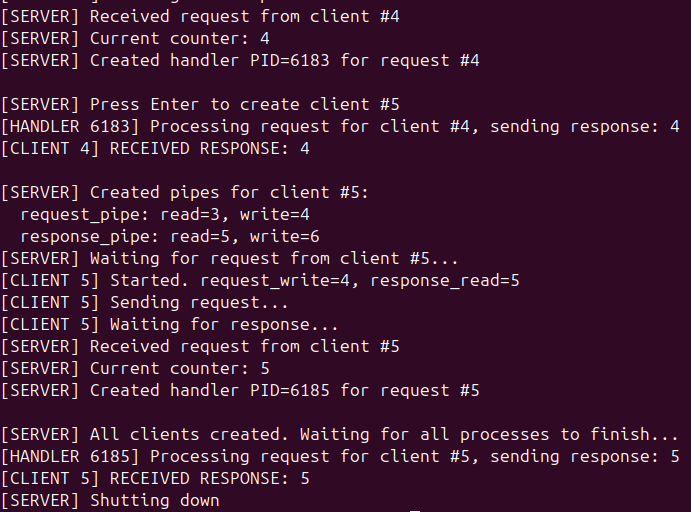 [SERVER] Received request from client #4
[SERVER] Current counter: 4
[SERVER] Created handler PID=6183 for request #4
[SERVER] Press Enter to create client #5
[HANDLER 6183] Processing request for client #4, sending response: 4
[CLIENT 4] RECEIVED RESPONSE: 4
[SERVER] Created pipes for client #5:
  request_pipe: read=3, write=4
  response_pipe: read=5, write=6
[SERVER] Waiting for request from client #5...
[CLIENT 5] Started. request_write=4, response_read=5
[CLIENT 5] Sending request...
[CLIENT 5] Waiting for response...
[SERVER] Received request from client #5
[SERVER] Current counter: 5
[SERVER] Created handler PID=6185 for request #5
[SERVER] All clients created. Waiting for all processes to finish...
[HANDLER 6185] Processing request for client #5, sending response: 5
[CLIENT 5] RECEIVED RESPONSE: 5
[SERVER] Shutting down